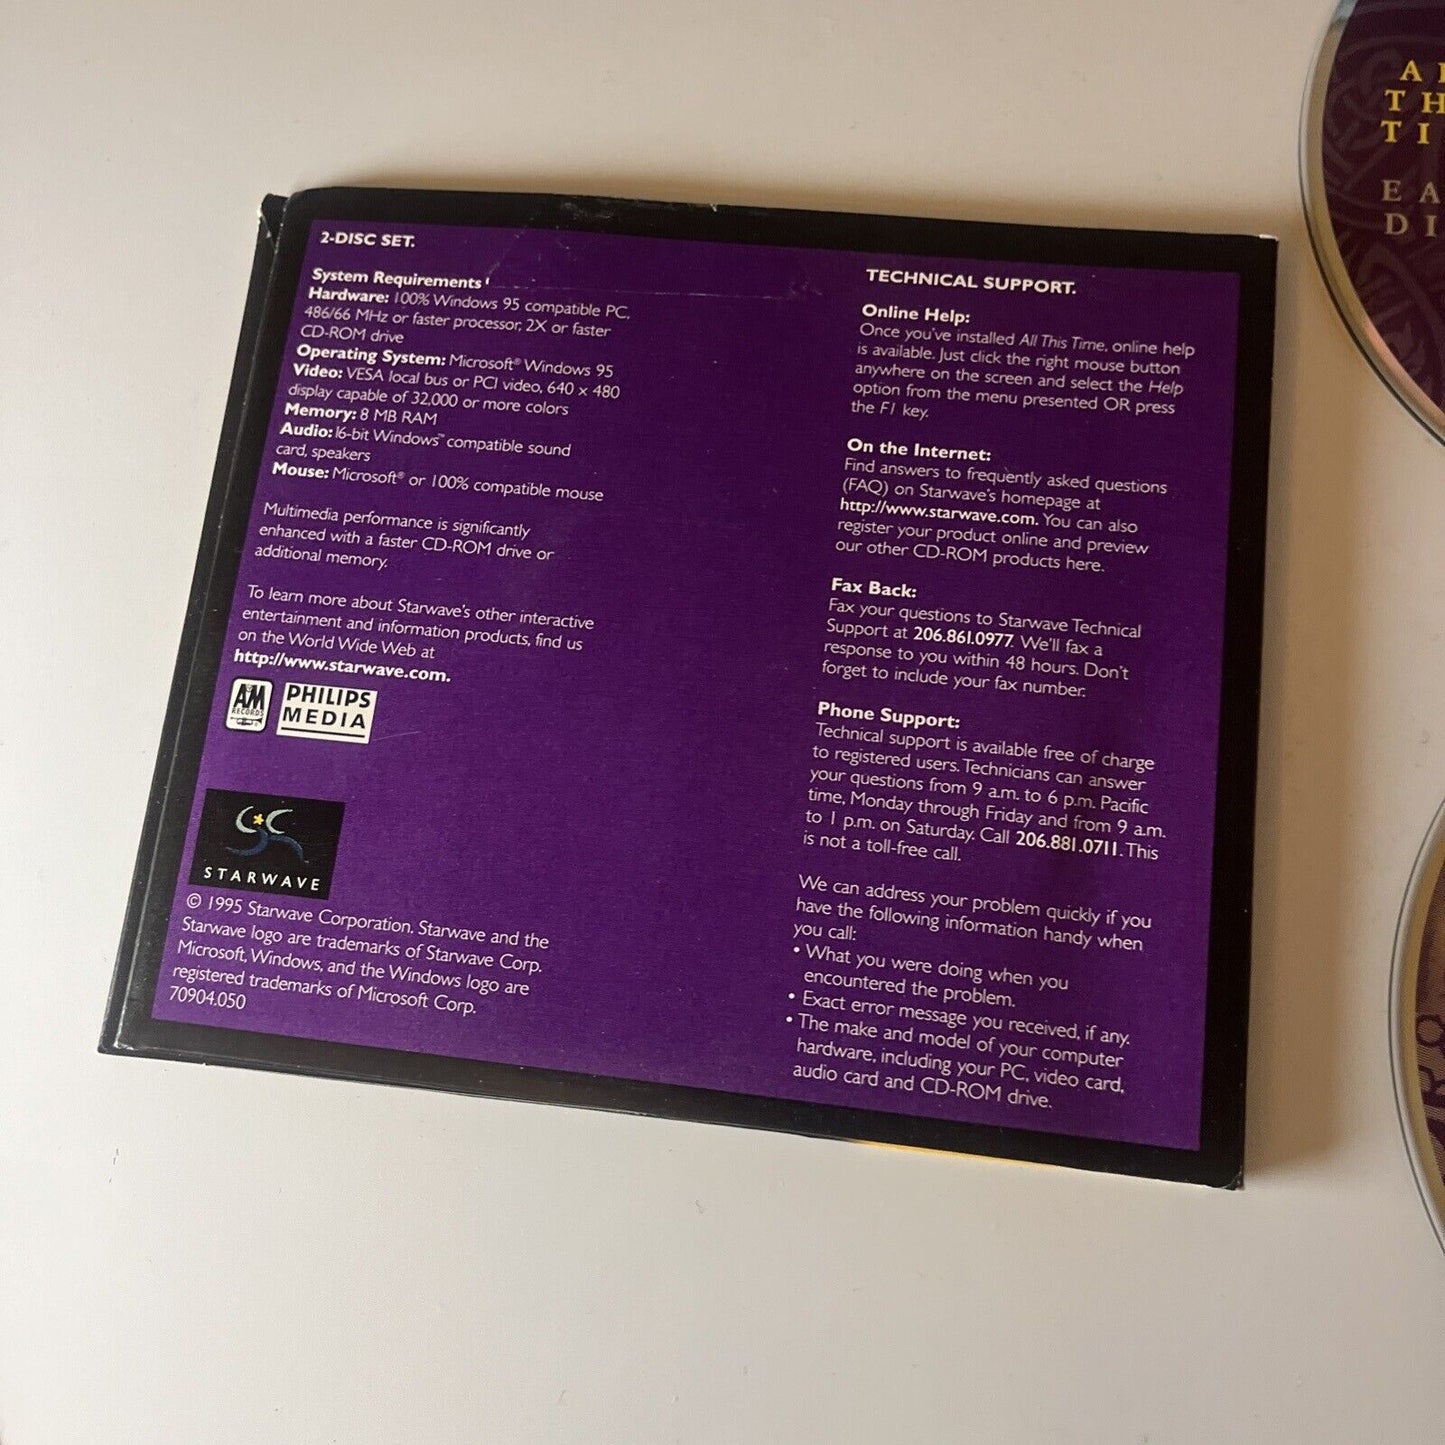 2-DISC SET.
System Requirements
Hardware: 100% Windows 95 compatible PC,
486/66 MHz or faster processor, 2X or faster
CD-ROM drive
Operating System: Microsoft® Windows 95
Video: VESA local bus or PCI video, 640 x 480
display capable of 32,000 or more colors
Memory: 8 MB RAM
Audio: 16-bit Windows™ compatible sound
card, speakers
Mouse: Microsoft® or 100% compatible mouse
Multimedia performance is significantly
enhanced with a faster CD-ROM drive or
additional memory.
To learn more about Starwave's other interactive
entertainment and information products, find us
on the World Wide Web at
http://www.starwave.com.
A&M
RECORDS
PHILIPS
MEDIA
STARWAVE
© 1995 Starwave Corporation. Starwave and the
Starwave logo are trademarks of Starwave Corp.
Microsoft, Windows, and the Windows logo are
registered trademarks of Microsoft Corp.
70904.050
TECHNICAL SUPPORT.
Online Help:
Once you've installed All This Time, online help
is available. Just click the right mouse button
anywhere on the screen and select the Help
option from the menu presented OR press
the F1 key.
On the Internet:
Find answers to frequently asked questions
(FAQ) on Starwave's homepage at
http://www.starwave.com. You can also
register your product online and preview
our other CD-ROM products here.
Fax Back:
Fax your questions to Starwave Technical
Support at 206.861.0977. We'll fax a
response to you within 48 hours. Don't
forget to include your fax number.
Phone Support:
Technical support is available free of charge
to registered users. Technicians can answer
your questions from 9 a.m. to 6 p.m. Pacific
time, Monday through Friday and from 9 a.m.
to 1 p.m. on Saturday. Call 206.881.0711. This
is not a toll-free call.
We can address your problem quickly if you
have the following information handy when
you call:
• What you were doing when you
encountered the problem.
• Exact error message you received, if any.
• The make and model of your computer
hardware, including your PC, video card,
audio card and CD-ROM drive.
A
TH
TI
EA
DI